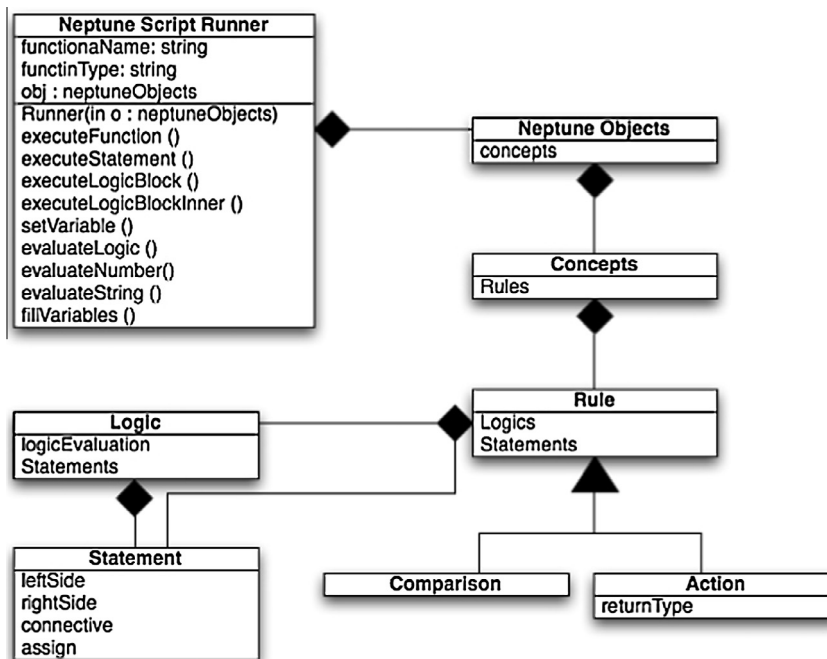 Neptune Script Runner
functionaName: string
functinType: string
obj : neptuneObjects
Runner(in o : neptuneObjects)
executeFunction ()
executeStatement ()
executeLogicBlock ()
executeLogicBlockInner ()
setVariable ()
evaluateLogic ()
evaluateNumber()
evaluateString ()
fillVariables ()
Neptune Objects
concepts
Concepts
Rules
Rule
Logics
Statements
Logic
logicEvaluation
Statements
Statement
leftSide
rightSide
connective
assign
Comparison
Action
returnType